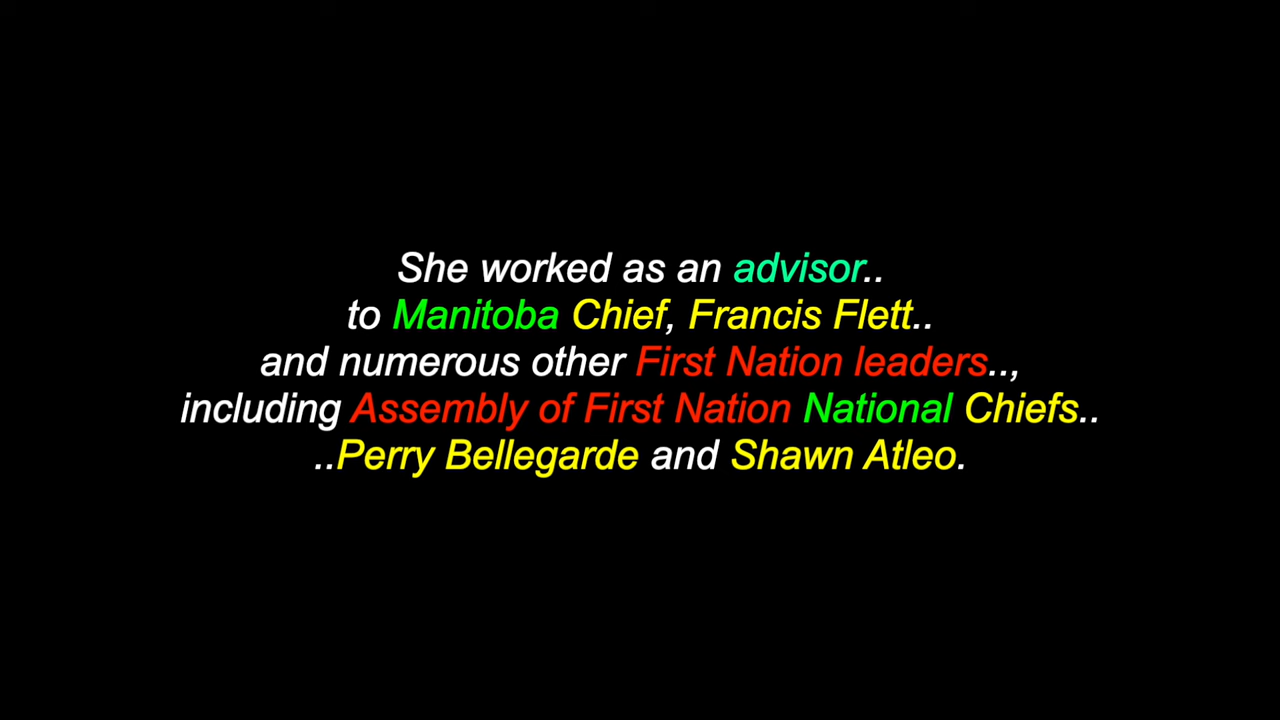 She worked as an advisor..
to Manitoba Chief, Francis Flett..
and numerous other First Nation leaders..,
including Assembly of First Nation National Chiefs..
..Perry Bellegarde and Shawn Atleo.